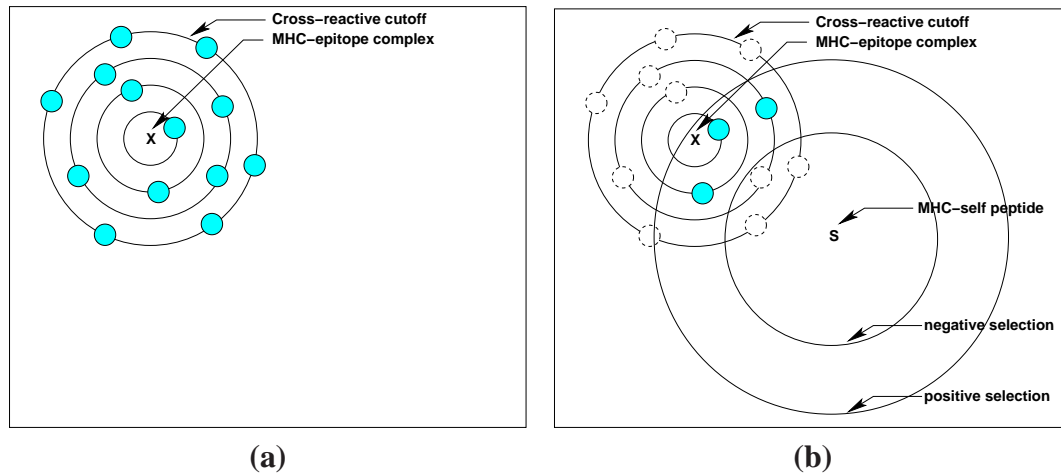 Cross-reactive cutoff
MHC-epitope complex
X
(a)
Cross-reactive cutoff
MHC-epitope complex
X
MHC-self peptide
S
negative selection
positive selection
(b)